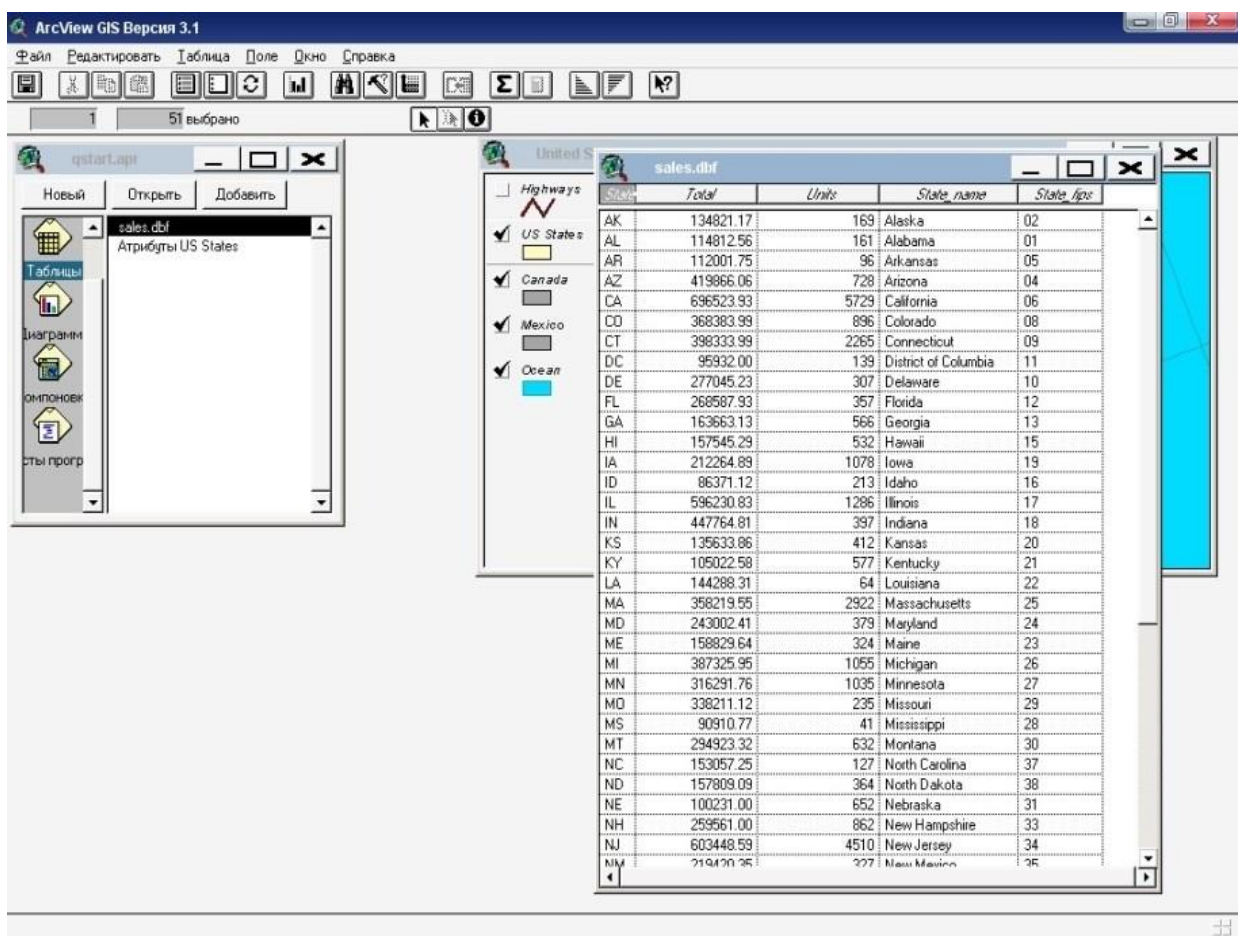 ArcView GIS Версия 3.1
Файл Редактировать Таблица Поле Окно Справка
1 51 выбрано
qstart.apr
Новый Открыть Добавить
Таблицы
Диаграмм
омпоновк
сты прогр
sales.dbf
Атрибуты US States
United S
Highways
US States
Canada
Mexico
Ocean
sales.dbf
State Total Units State_name State_fips
AK 134821.17 169 Alaska 02
AL 114812.56 161 Alabama 01
AR 112001.75 96 Arkansas 05
AZ 419866.06 728 Arizona 04
CA 696523.93 5729 California 06
CO 368383.99 896 Colorado 08
CT 398333.99 2265 Connecticut 09
DC 95932.00 139 District of Columbia 11
DE 277045.23 307 Delaware 10
FL 268587.93 357 Florida 12
GA 163663.13 566 Georgia 13
HI 157545.29 532 Hawaii 15
IA 212264.89 1078 Iowa 19
ID 86371.12 213 Idaho 16
IL 596230.83 1286 Illinois 17
IN 447764.81 397 Indiana 18
KS 135633.86 412 Kansas 20
KY 105022.58 577 Kentucky 21
LA 144288.31 64 Louisiana 22
MA 358219.55 2922 Massachusetts 25
MD 243002.41 379 Maryland 24
ME 158829.64 324 Maine 23
MI 387325.95 1055 Michigan 26
MN 316291.76 1035 Minnesota 27
MO 338211.12 235 Missouri 29
MS 90910.77 41 Mississippi 28
MT 294923.32 632 Montana 30
NC 153057.25 127 North Carolina 37
ND 157809.09 364 North Dakota 38
NE 100231.00 652 Nebraska 31
NH 259561.00 862 New Hampshire 33
NJ 603448.59 4510 New Jersey 34
NM 219420.35 327 New Mexico 35